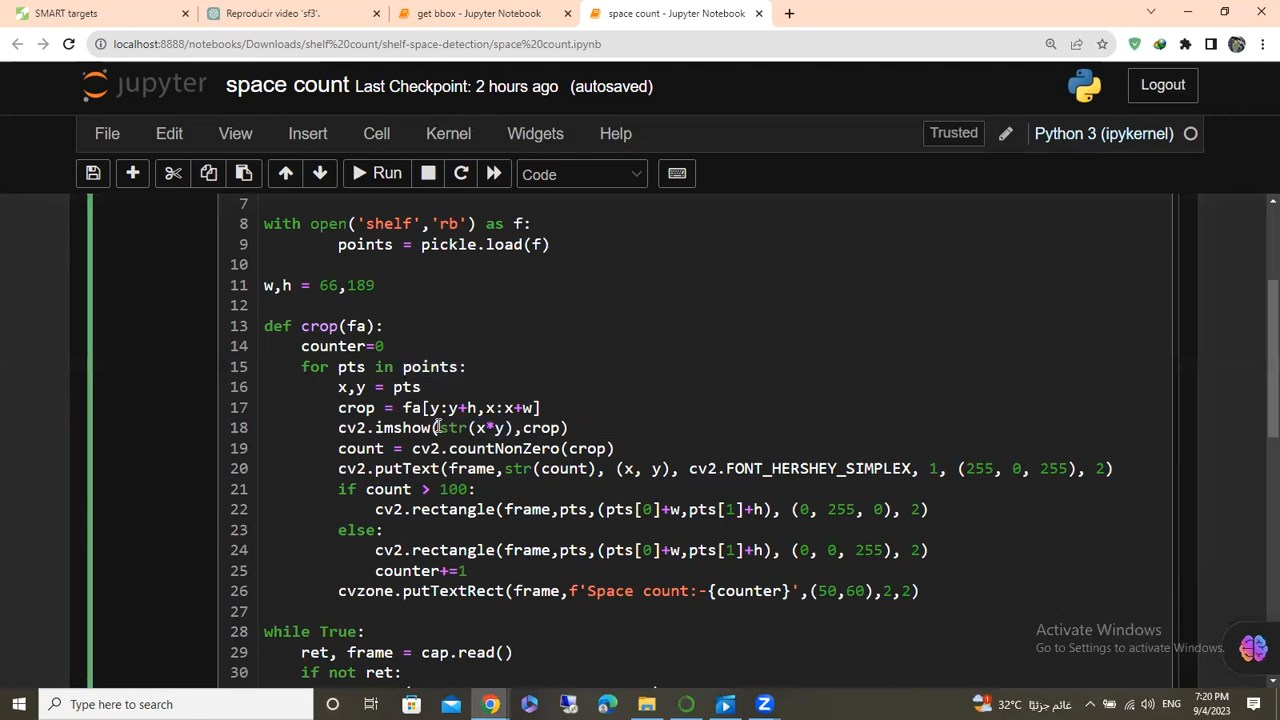 SMART targets
Reproducir video 'sf3'.
get bbox - Jupyter Notebook
space count - Jupyter Notebook
localhost:8888/notebooks/Downloads/shelf%20count/shelf-space-detection/space%20count.ipynb
jupyter space count Last Checkpoint: 2 hours ago (autosaved)
Logout
File Edit View Insert Cell Kernel Widgets Help
Trusted Python 3 (ipykernel)
Run Code
7
8 with open('shelf','rb') as f:
9 points = pickle.load(f)
10
11 w,h = 66,189
12
13 def crop(fa):
14 counter=0
15 for pts in points:
16 x,y = pts
17 crop = fa[y:y+h,x:x+w]
18 cv2.imshow(str(x*y),crop)
19 count = cv2.countNonZero(crop)
20 cv2.putText(frame,str(count), (x, y), cv2.FONT_HERSHEY_SIMPLEX, 1, (255, 0, 255), 2)
21 if count > 100:
22 cv2.rectangle(frame,pts,(pts[0]+w,pts[1]+h), (0, 255, 0), 2)
23 else:
24 cv2.rectangle(frame,pts,(pts[0]+w,pts[1]+h), (0, 0, 255), 2)
25 counter+=1
26 cvzone.putTextRect(frame,f'Space count:-{counter}',(50,60),2,2)
27
28 while True:
29 ret, frame = cap.read()
30 if not ret:
Activate Windows
Go to Settings to activate Windows.
Type here to search
32°C غائم جزئيًا
ENG
7:20 PM
9/4/2023